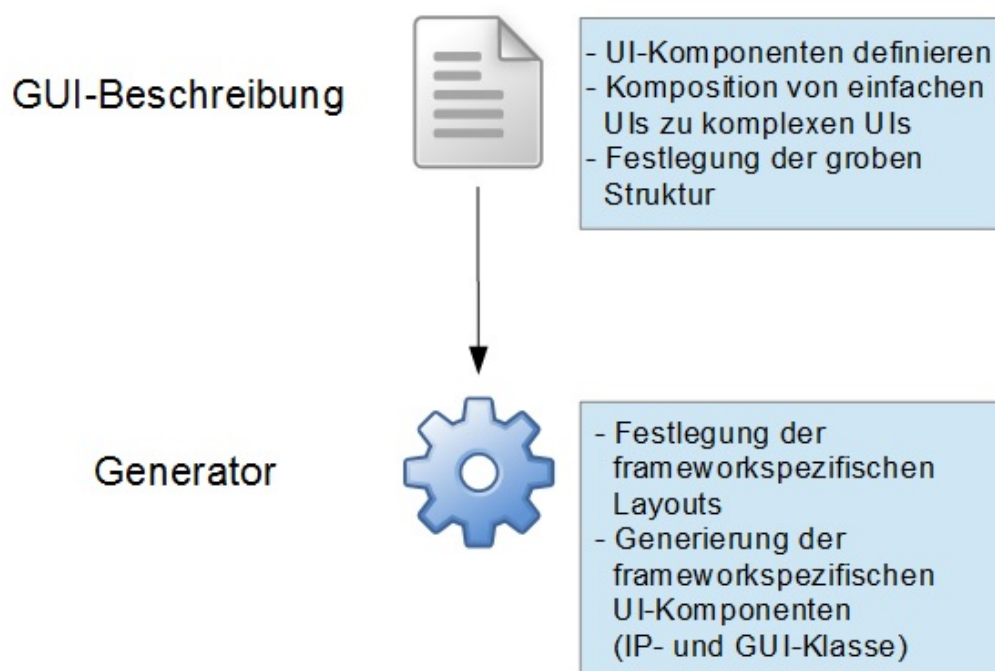 GUI-Beschreibung
- UI-Komponenten definieren
- Komposition von einfachen
UIs zu komplexen UIs
- Festlegung der groben
Struktur
Generator
- Festlegung der
frameworkspezifischen
Layouts
- Generierung der
frameworkspezifischen
UI-Komponenten
(IP- und GUI-Klasse)